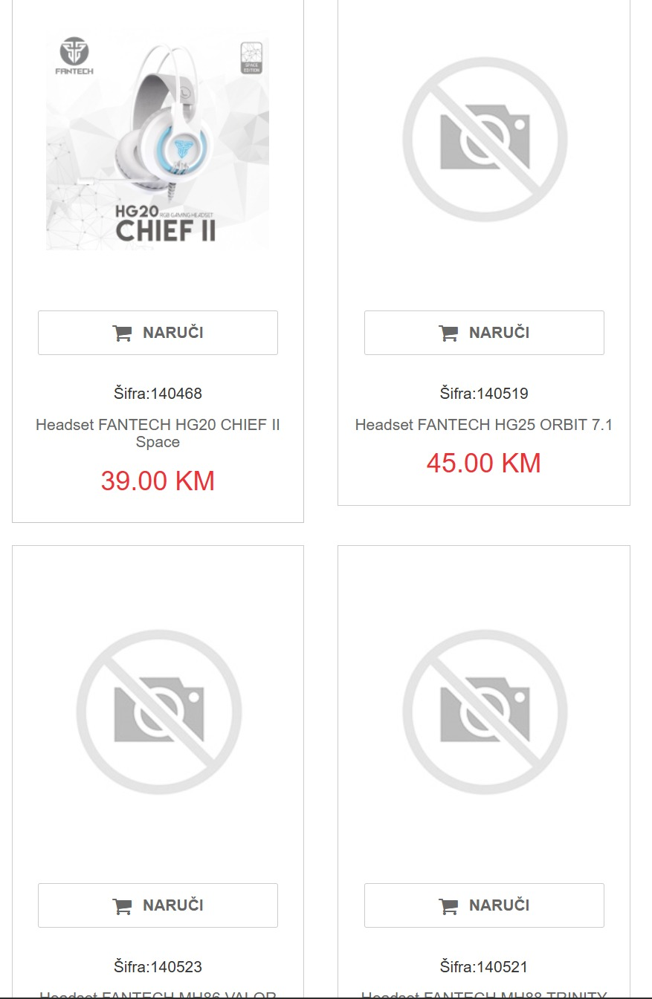 FANTECH
SPACE
EDITION
HG20 RGB GAMING HEADSET
CHIEF II
NARUČI
NARUČI
Šifra:140468
Šifra:140519
Headset FANTECH HG20 CHIEF II
Space
Headset FANTECH HG25 ORBIT 7.1
39.00 KM
45.00 KM
NARUČI
NARUČI
Šifra:140523
Šifra:140521
Headset FANTECH MH86 VALOR
Headset FANTECH MH88 TRINITY